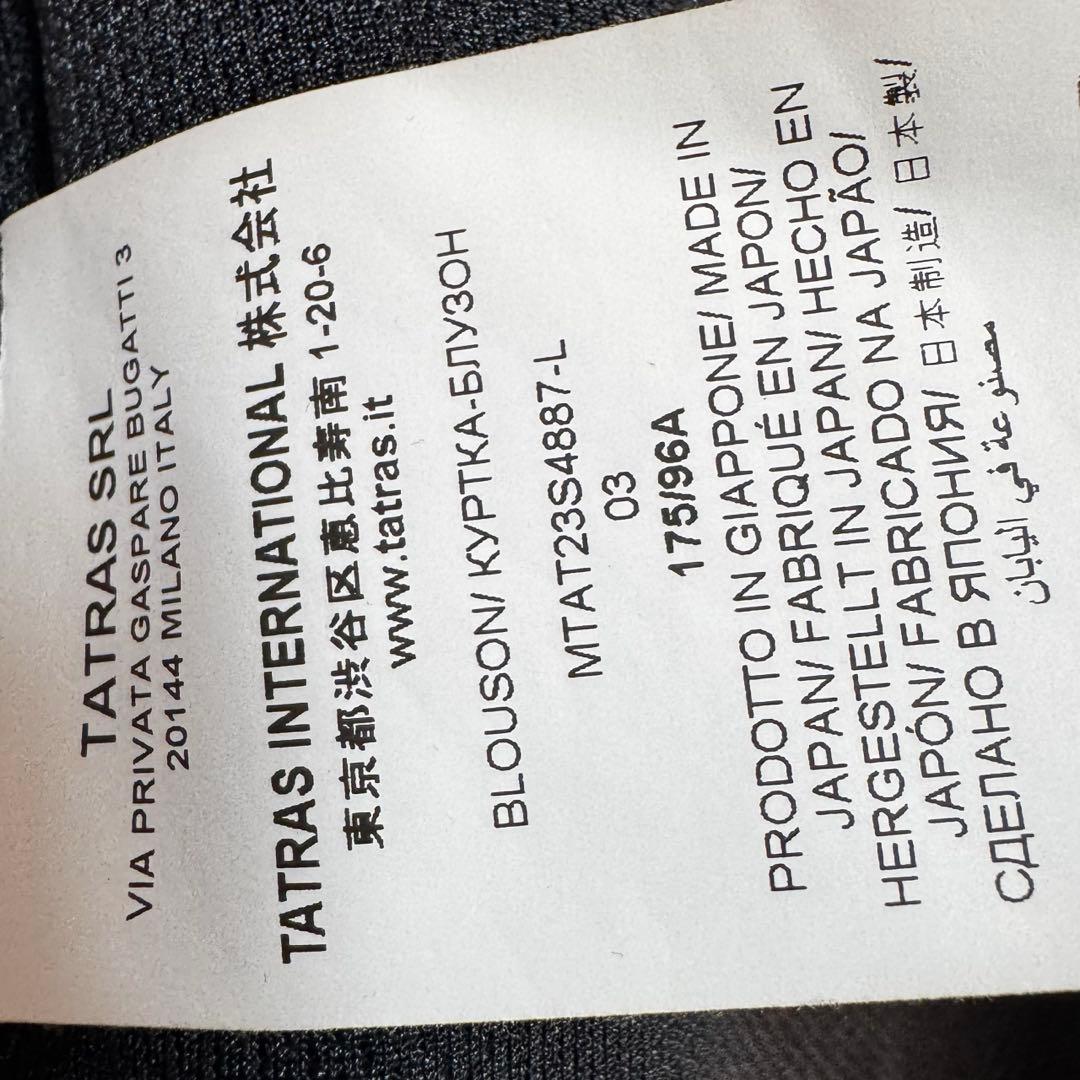 TATRAS SRL
VIA PRIVATA GASPARE BUGATTI 3
20144 MILANO ITALY
TATRAS INTERNATIONAL 株式会社
東京都渋谷区恵比寿南 1-20-6
www.tatras.it
BLOUSON/ КУРТКА-БЛУЗОН
MTAT23S4887-L
03
175/96A
PRODOTTO IN GIAPPONE/ MADE IN
JAPAN/ FABRIQUÉ EN JAPON/
HERGESTELLT IN JAPAN/ HECHO EN
JAPÓN/ FABRICADO NA JAPÃO/
СДЕЛАНО В ЯПОНИЯ/ 日本制造/ 日本製/
مصنوعة في اليابان